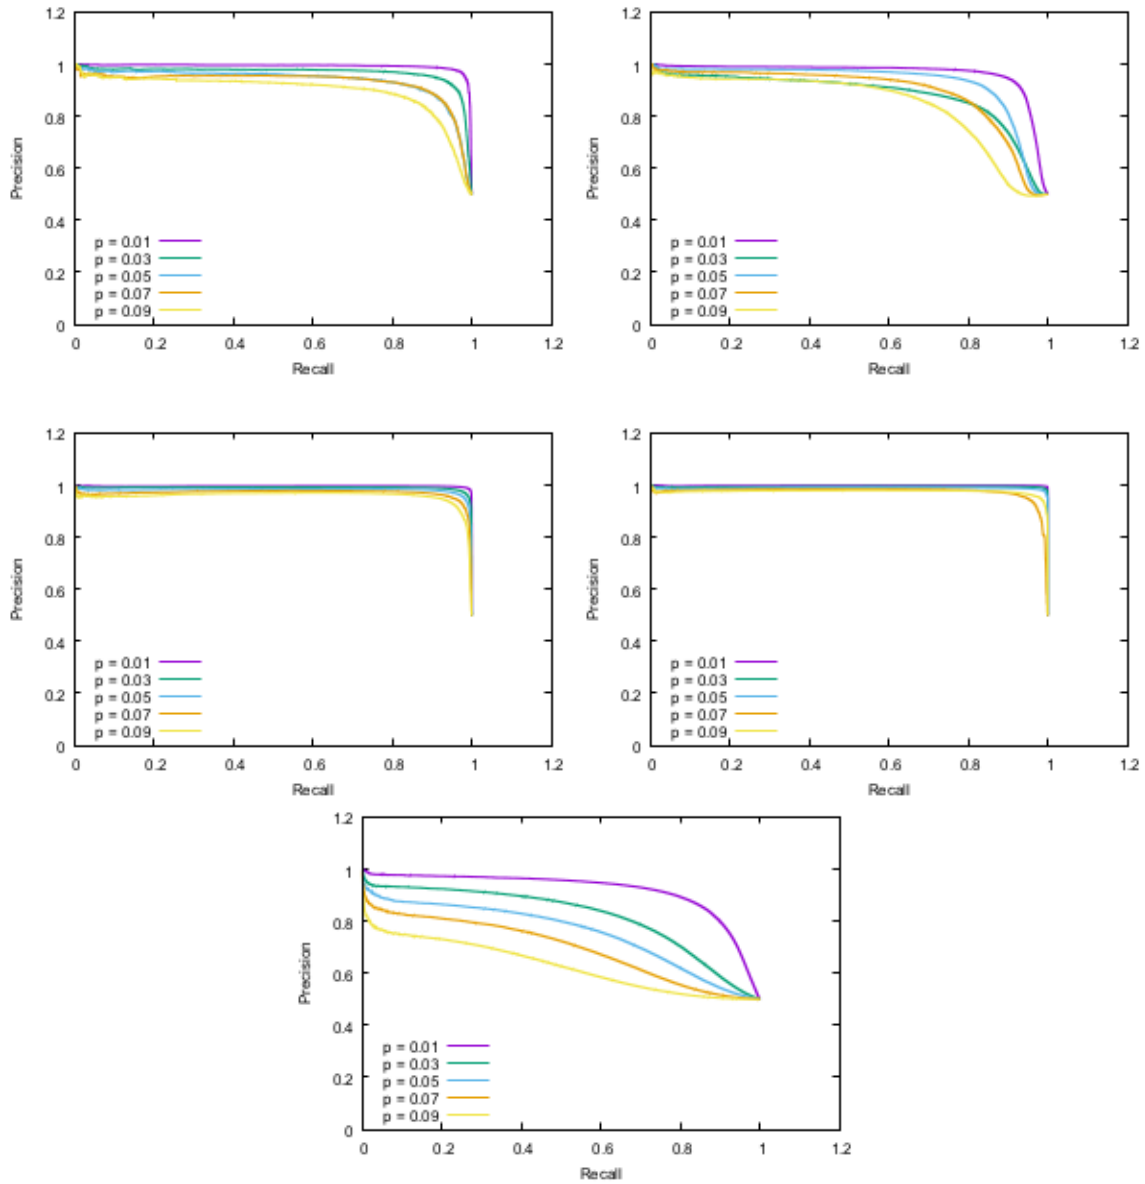 1.2
1
0.8
0.6
0.4
0.2
0
Precision
p = 0.01
p = 0.03
p = 0.05
p = 0.07
p = 0.09
0 0.2 0.4 0.6 0.8 1 1.2
Recall
1.2
1
0.8
0.6
0.4
0.2
0
Precision
p = 0.01
p = 0.03
p = 0.05
p = 0.07
p = 0.09
0 0.2 0.4 0.6 0.8 1 1.2
Recall
1.2
1
0.8
0.6
0.4
0.2
0
Precision
p = 0.01
p = 0.03
p = 0.05
p = 0.07
p = 0.09
0 0.2 0.4 0.6 0.8 1 1.2
Recall
1.2
1
0.8
0.6
0.4
0.2
0
Precision
p = 0.01
p = 0.03
p = 0.05
p = 0.07
p = 0.09
0 0.2 0.4 0.6 0.8 1 1.2
Recall
1.2
1
0.8
0.6
0.4
0.2
0
Precision
p = 0.01
p = 0.03
p = 0.05
p = 0.07
p = 0.09
0 0.2 0.4 0.6 0.8 1 1.2
Recall